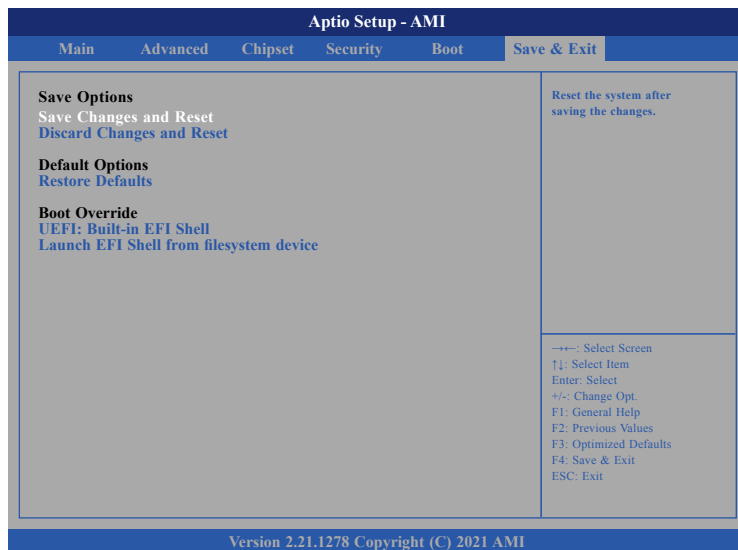 Aptio Setup - AMI
Main Advanced Chipset Security Boot Save & Exit
Save Options
Save Changes and Reset
Discard Changes and Reset
Default Options
Restore Defaults
Boot Override
UEFI: Built-in EFI Shell
Launch EFI Shell from filesystem device
Reset the system after
saving the changes.
→←: Select Screen
↑↓: Select Item
Enter: Select
+/-: Change Opt.
F1: General Help
F2: Previous Values
F3: Optimized Defaults
F4: Save & Exit
ESC: Exit
Version 2.21.1278 Copyright (C) 2021 AMI